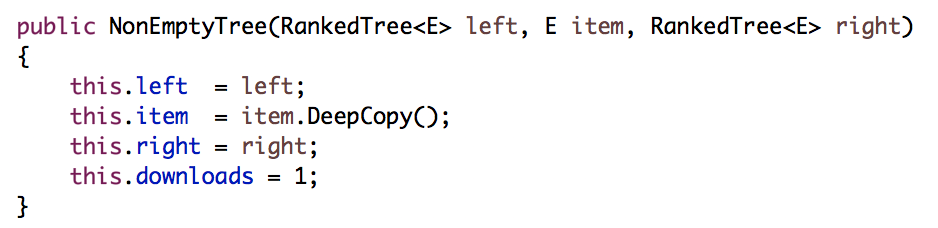 public NonEmptyTree(RankedTree<E> left, E item, RankedTree<E> right)
{
    this.left  = left;
    this.item  = item.DeepCopy();
    this.right = right;
    this.downloads = 1;
}